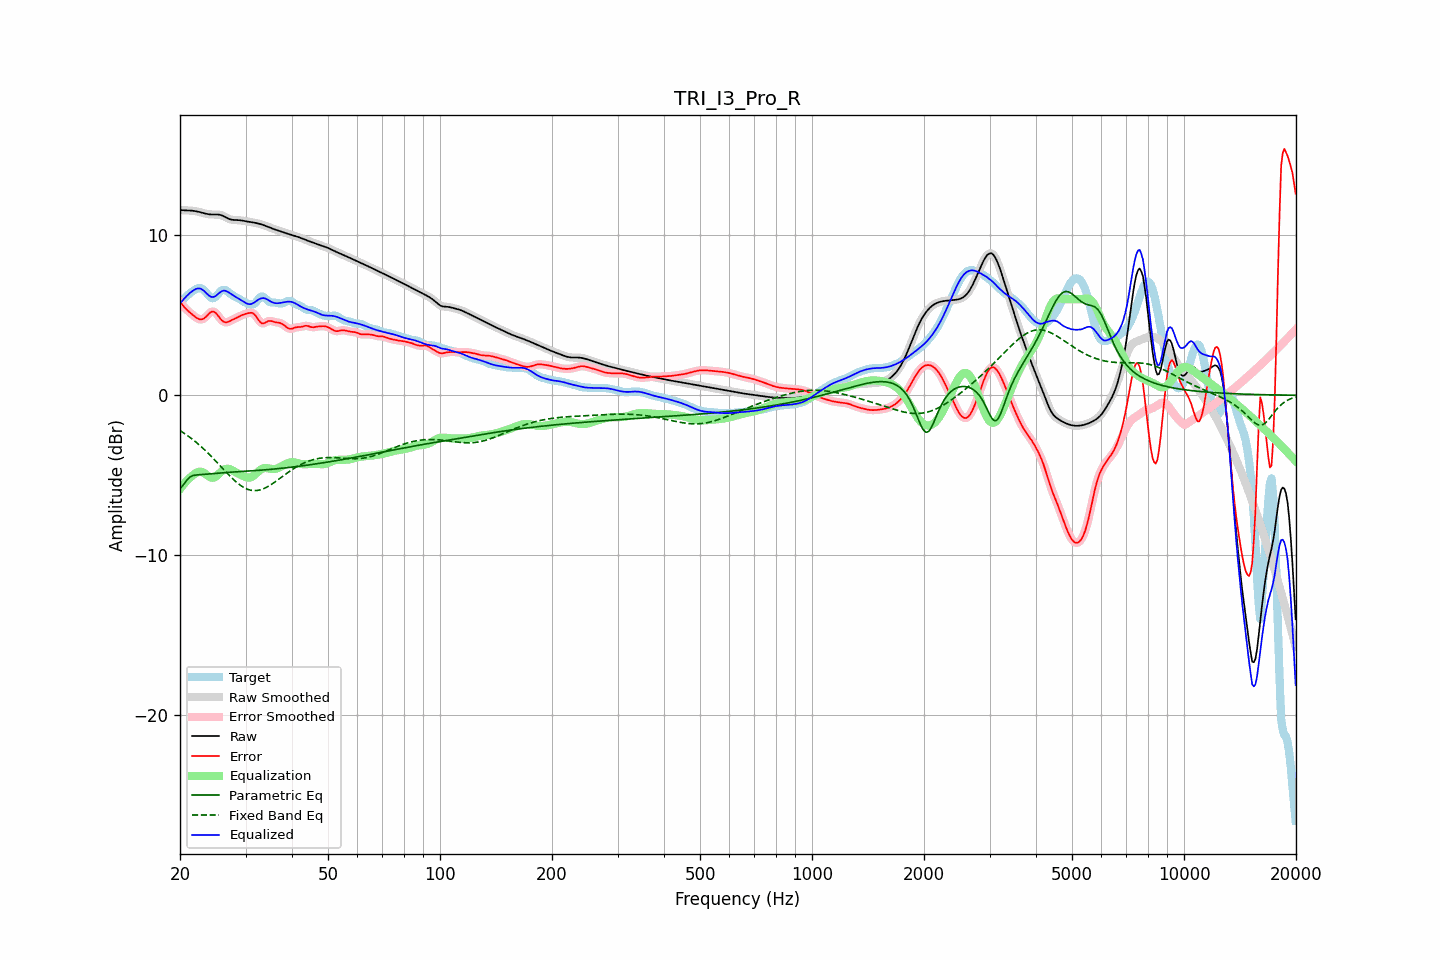 TRI_I3_Pro_R
Amplitude (dBr)
10
0
−10
−20
Target
Raw Smoothed
Error Smoothed
Raw
Error
Equalization
Parametric Eq
Fixed Band Eq
Equalized
20 50 100 200 500 1000 2000 5000 10000 20000
Frequency (Hz)